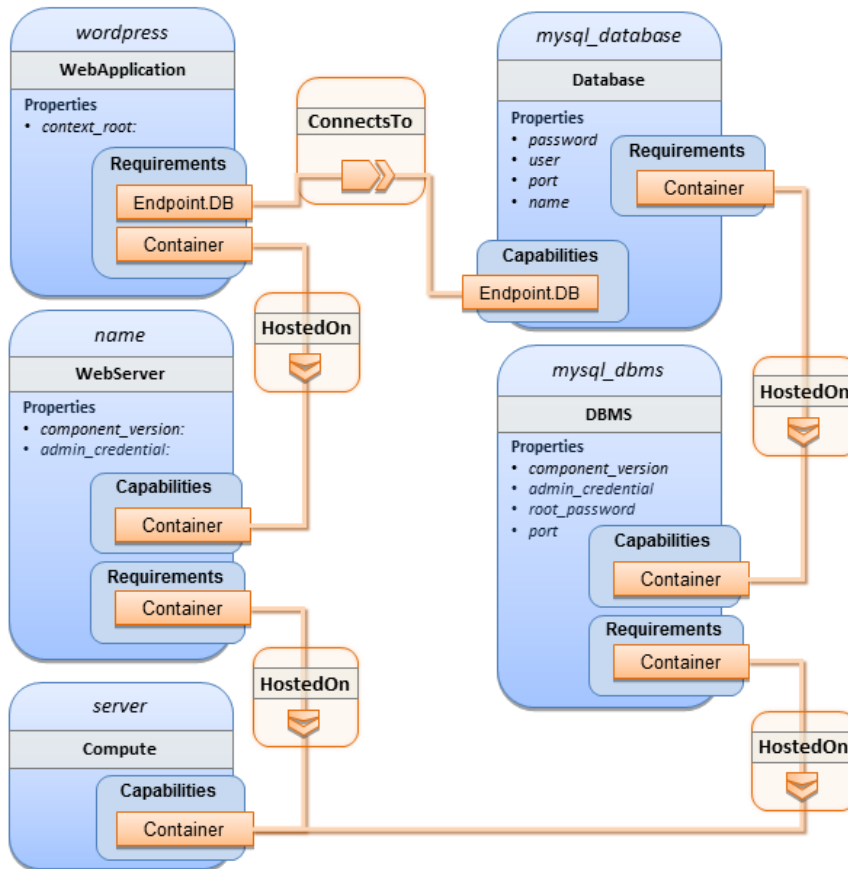 wordpress
WebApplication
Properties
• context_root:
Requirements
Endpoint.DB
Container
ConnectsTo
mysql_database
Database
Properties
• password
• user
• port
• name
Requirements
Container
Capabilities
Endpoint.DB
HostedOn
name
WebServer
Properties
• component_version:
• admin_credential:
Capabilities
Container
Requirements
Container
HostedOn
mysql_dbms
DBMS
Properties
• component_version
• admin_credential
• root_password
• port
Capabilities
Container
Requirements
Container
HostedOn
server
Compute
Capabilities
Container
HostedOn